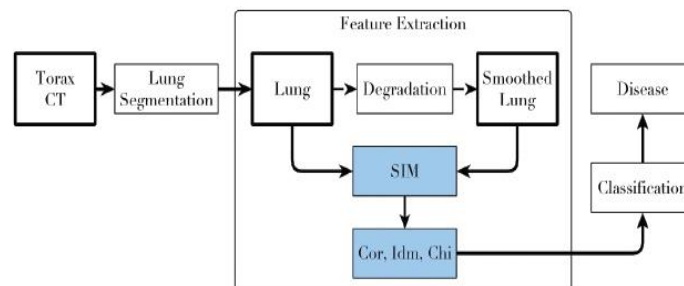 Feature Extraction
Torax
CT
Lung
Segmentation
Lung
Degradation
Smoothed
Lung
Disease
SIM
Classification
Cor, Idm, Chi